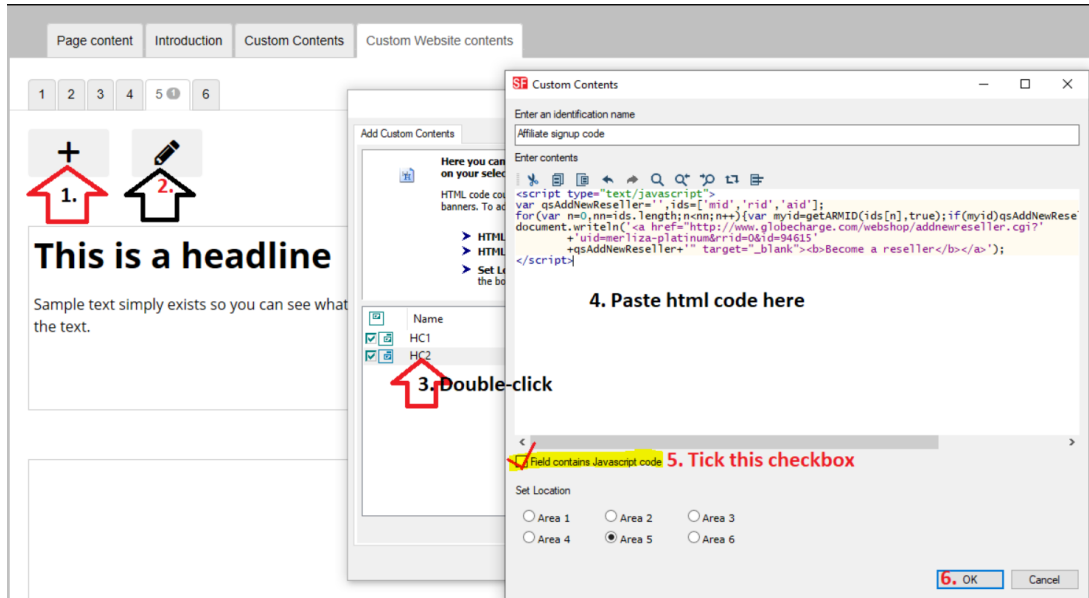 Page content
Introduction
Custom Contents
Custom Website contents
1
2
3
4
5 1
6
1.
2.
This is a headline
Sample text simply exists so you can see what
the text.
Add Custom Contents
Here you can
on your selec
HTML code cou
banners. To ad
HTML
HTML
Set Lo
the bo
Name
HC1
HC2
3. Double-click
SF Custom Contents
Enter an identification name
Affiliate signup code
Enter contents
<script type="text/javascript">
var qsAddNewReseller='',ids=['mid','rid','aid'];
for(var n=0,nn=ids.length;n<nn;n++){var myid=getARMID(ids[n],true);if(myid)qsAddNewRese
document.writeln('<a href="http://www.globecharge.com/webshop/addnewreseller.cgi?'
+'uid=merliza-platinum&rrid=0&id=94615'
+qsAddNewReseller+'" target="_blank"><b>Become a reseller</b></a>');
</script>
4. Paste html code here
Field contains Javascript code 5. Tick this checkbox
Set Location
Area 1
Area 2
Area 3
Area 4
Area 5
Area 6
6. OK
Cancel